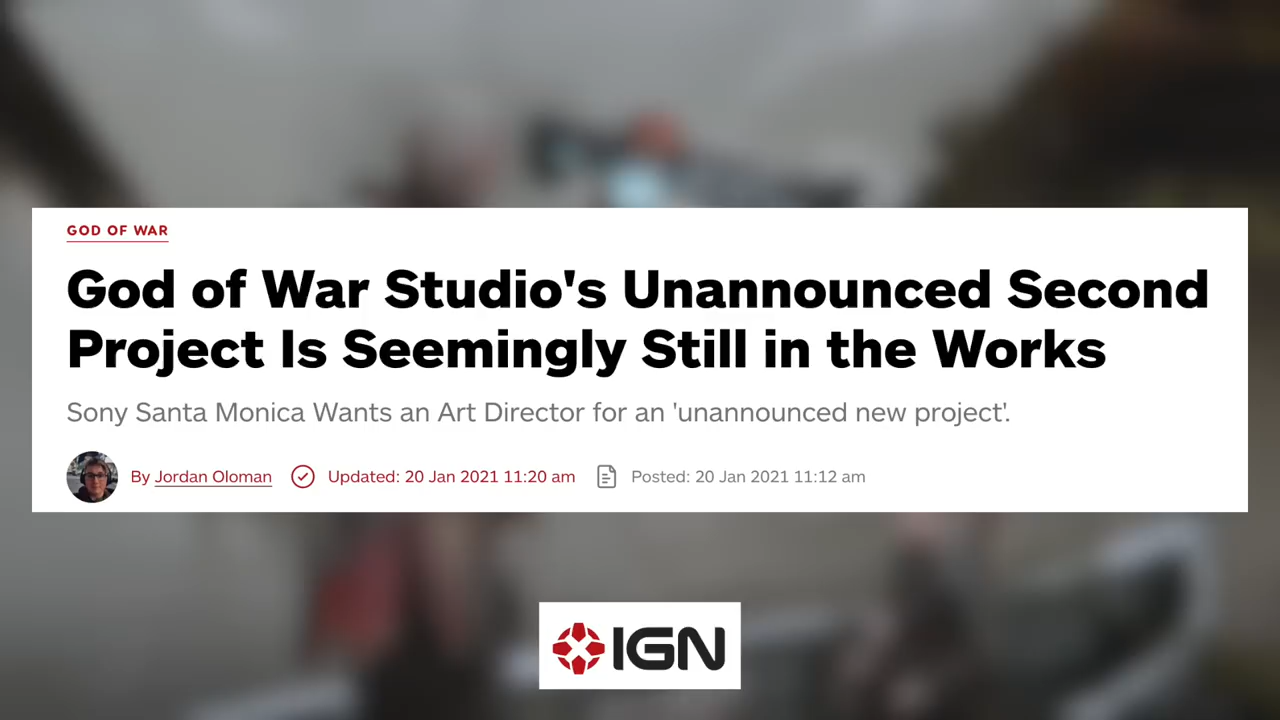 GOD OF WAR
God of War Studio's Unannounced Second
Project Is Seemingly Still in the Works
Sony Santa Monica Wants an Art Director for an 'unannounced new project'.
By Jordan Oloman Updated: 20 Jan 2021 11:20 am Posted: 20 Jan 2021 11:12 am
IGN